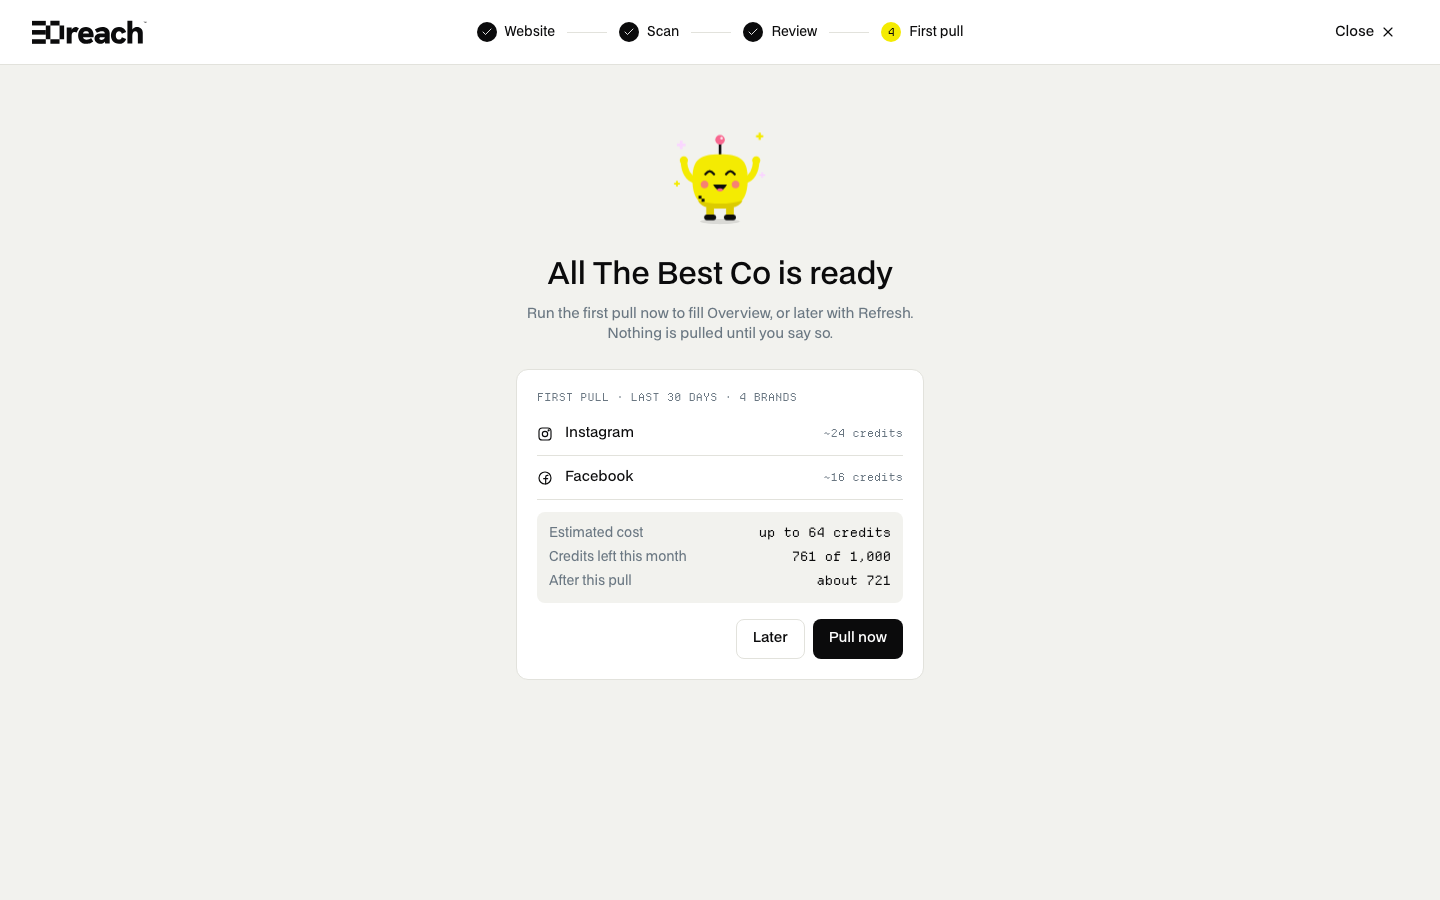 reach
Website
Scan
Review
4 First pull
Close
All The Best Co is ready
Run the first pull now to fill Overview, or later with Refresh.
Nothing is pulled until you say so.
FIRST PULL · LAST 30 DAYS · 4 BRANDS
Instagram ~24 credits
Facebook ~16 credits
Estimated cost up to 64 credits
Credits left this month 761 of 1,000
After this pull about 721
Later Pull now